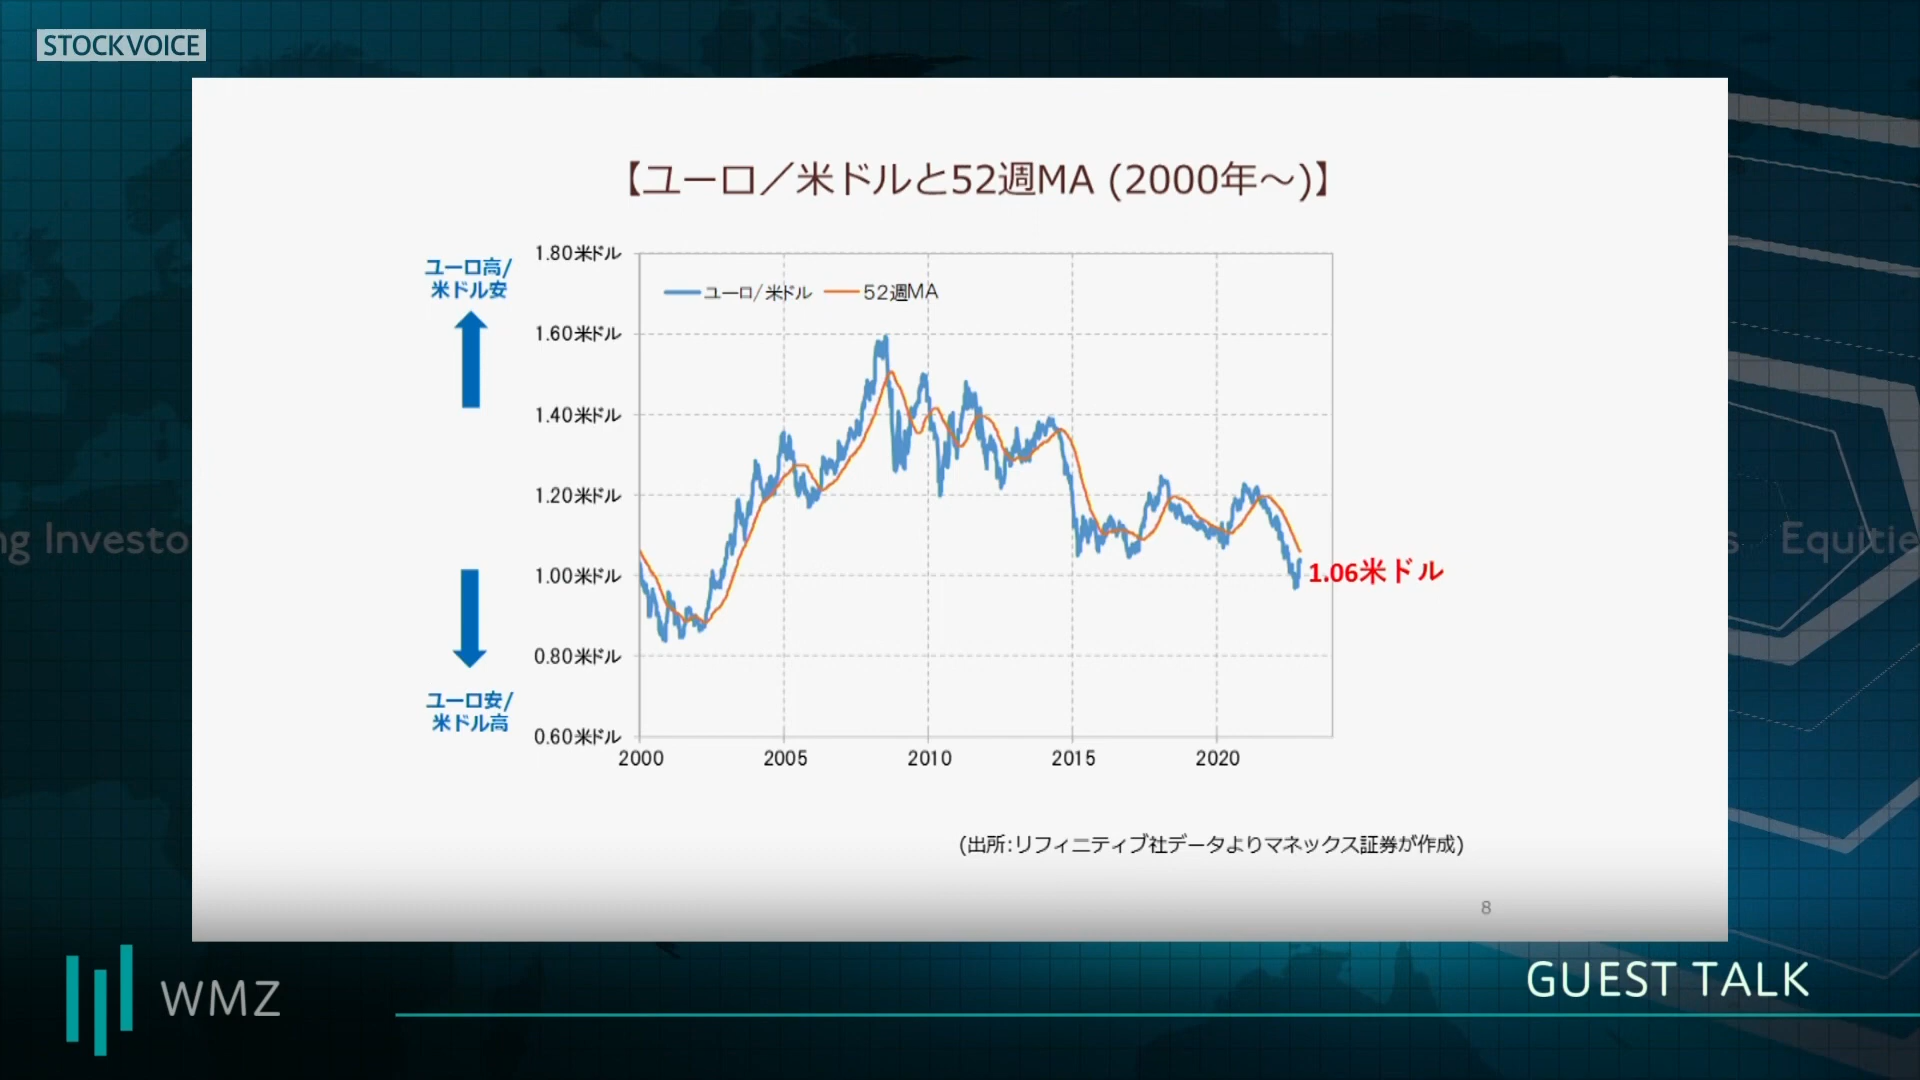 STOCKVOICE
【ユーロ／米ドルと52週MA (2000年～)】
ユーロ高/
米ドル安
ユーロ安/
米ドル高
1.80米ドル
1.60米ドル
1.40米ドル
1.20米ドル
1.00米ドル
0.80米ドル
0.60米ドル
ユーロ/米ドル 52週MA
1.06米ドル
2000 2005 2010 2015 2020
(出所:リフィニティブ社データよりマネックス証券が作成)
8
ng Investo
s Equitie
WMZ
GUEST TALK